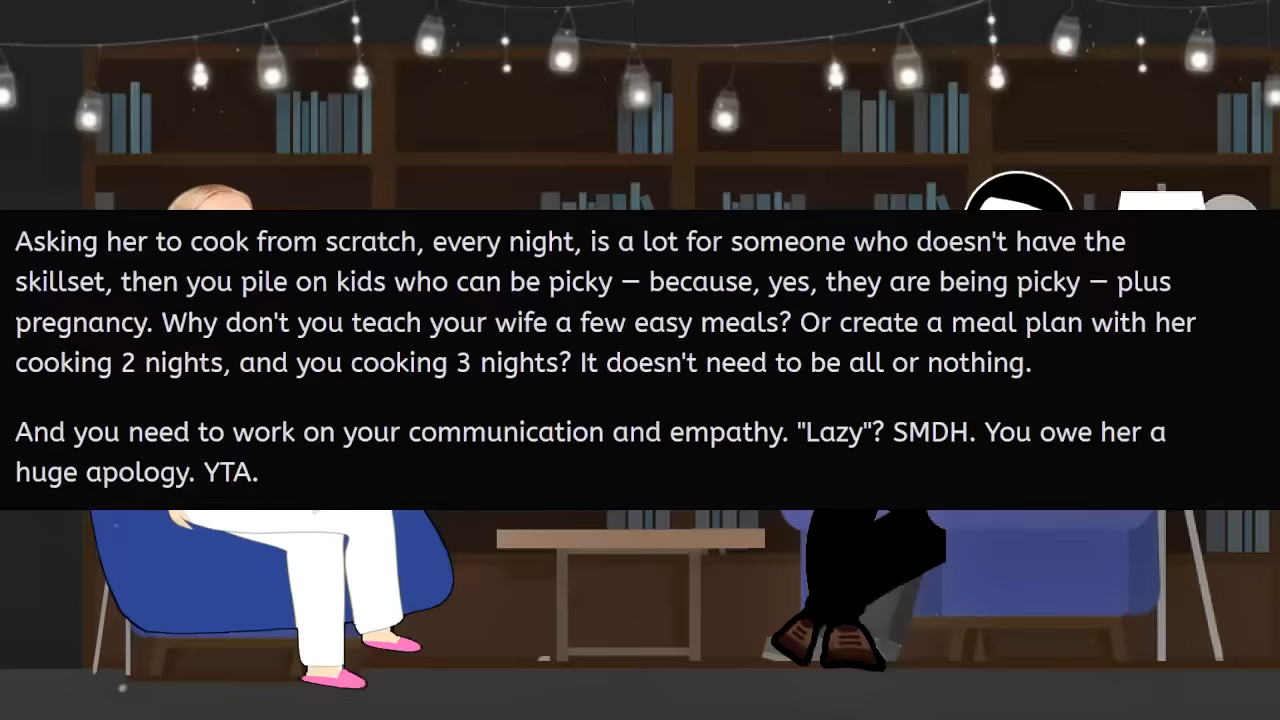 Asking her to cook from scratch, every night, is a lot for someone who doesn't have the
skillset, then you pile on kids who can be picky — because, yes, they are being picky — plus
pregnancy. Why don't you teach your wife a few easy meals? Or create a meal plan with her
cooking 2 nights, and you cooking 3 nights? It doesn't need to be all or nothing.
And you need to work on your communication and empathy. "Lazy"? SMDH. You owe her a
huge apology. YTA.